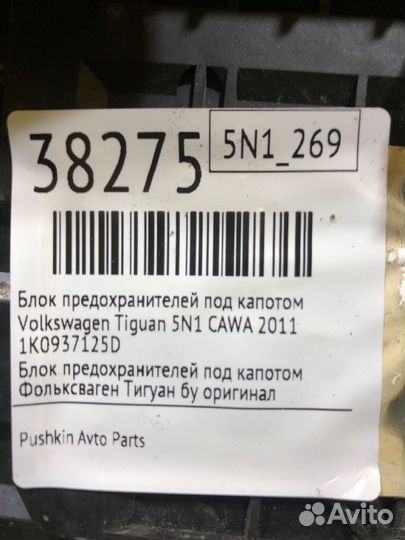 38275
5N1_269
Блок предохранителей под капотом
Volkswagen Tiguan 5N1 CAWA 2011
1K0937125D
Блок предохранителей под капотом
Фольксваген Тигуан бу оригинал
Pushkin Avto Parts
Avito